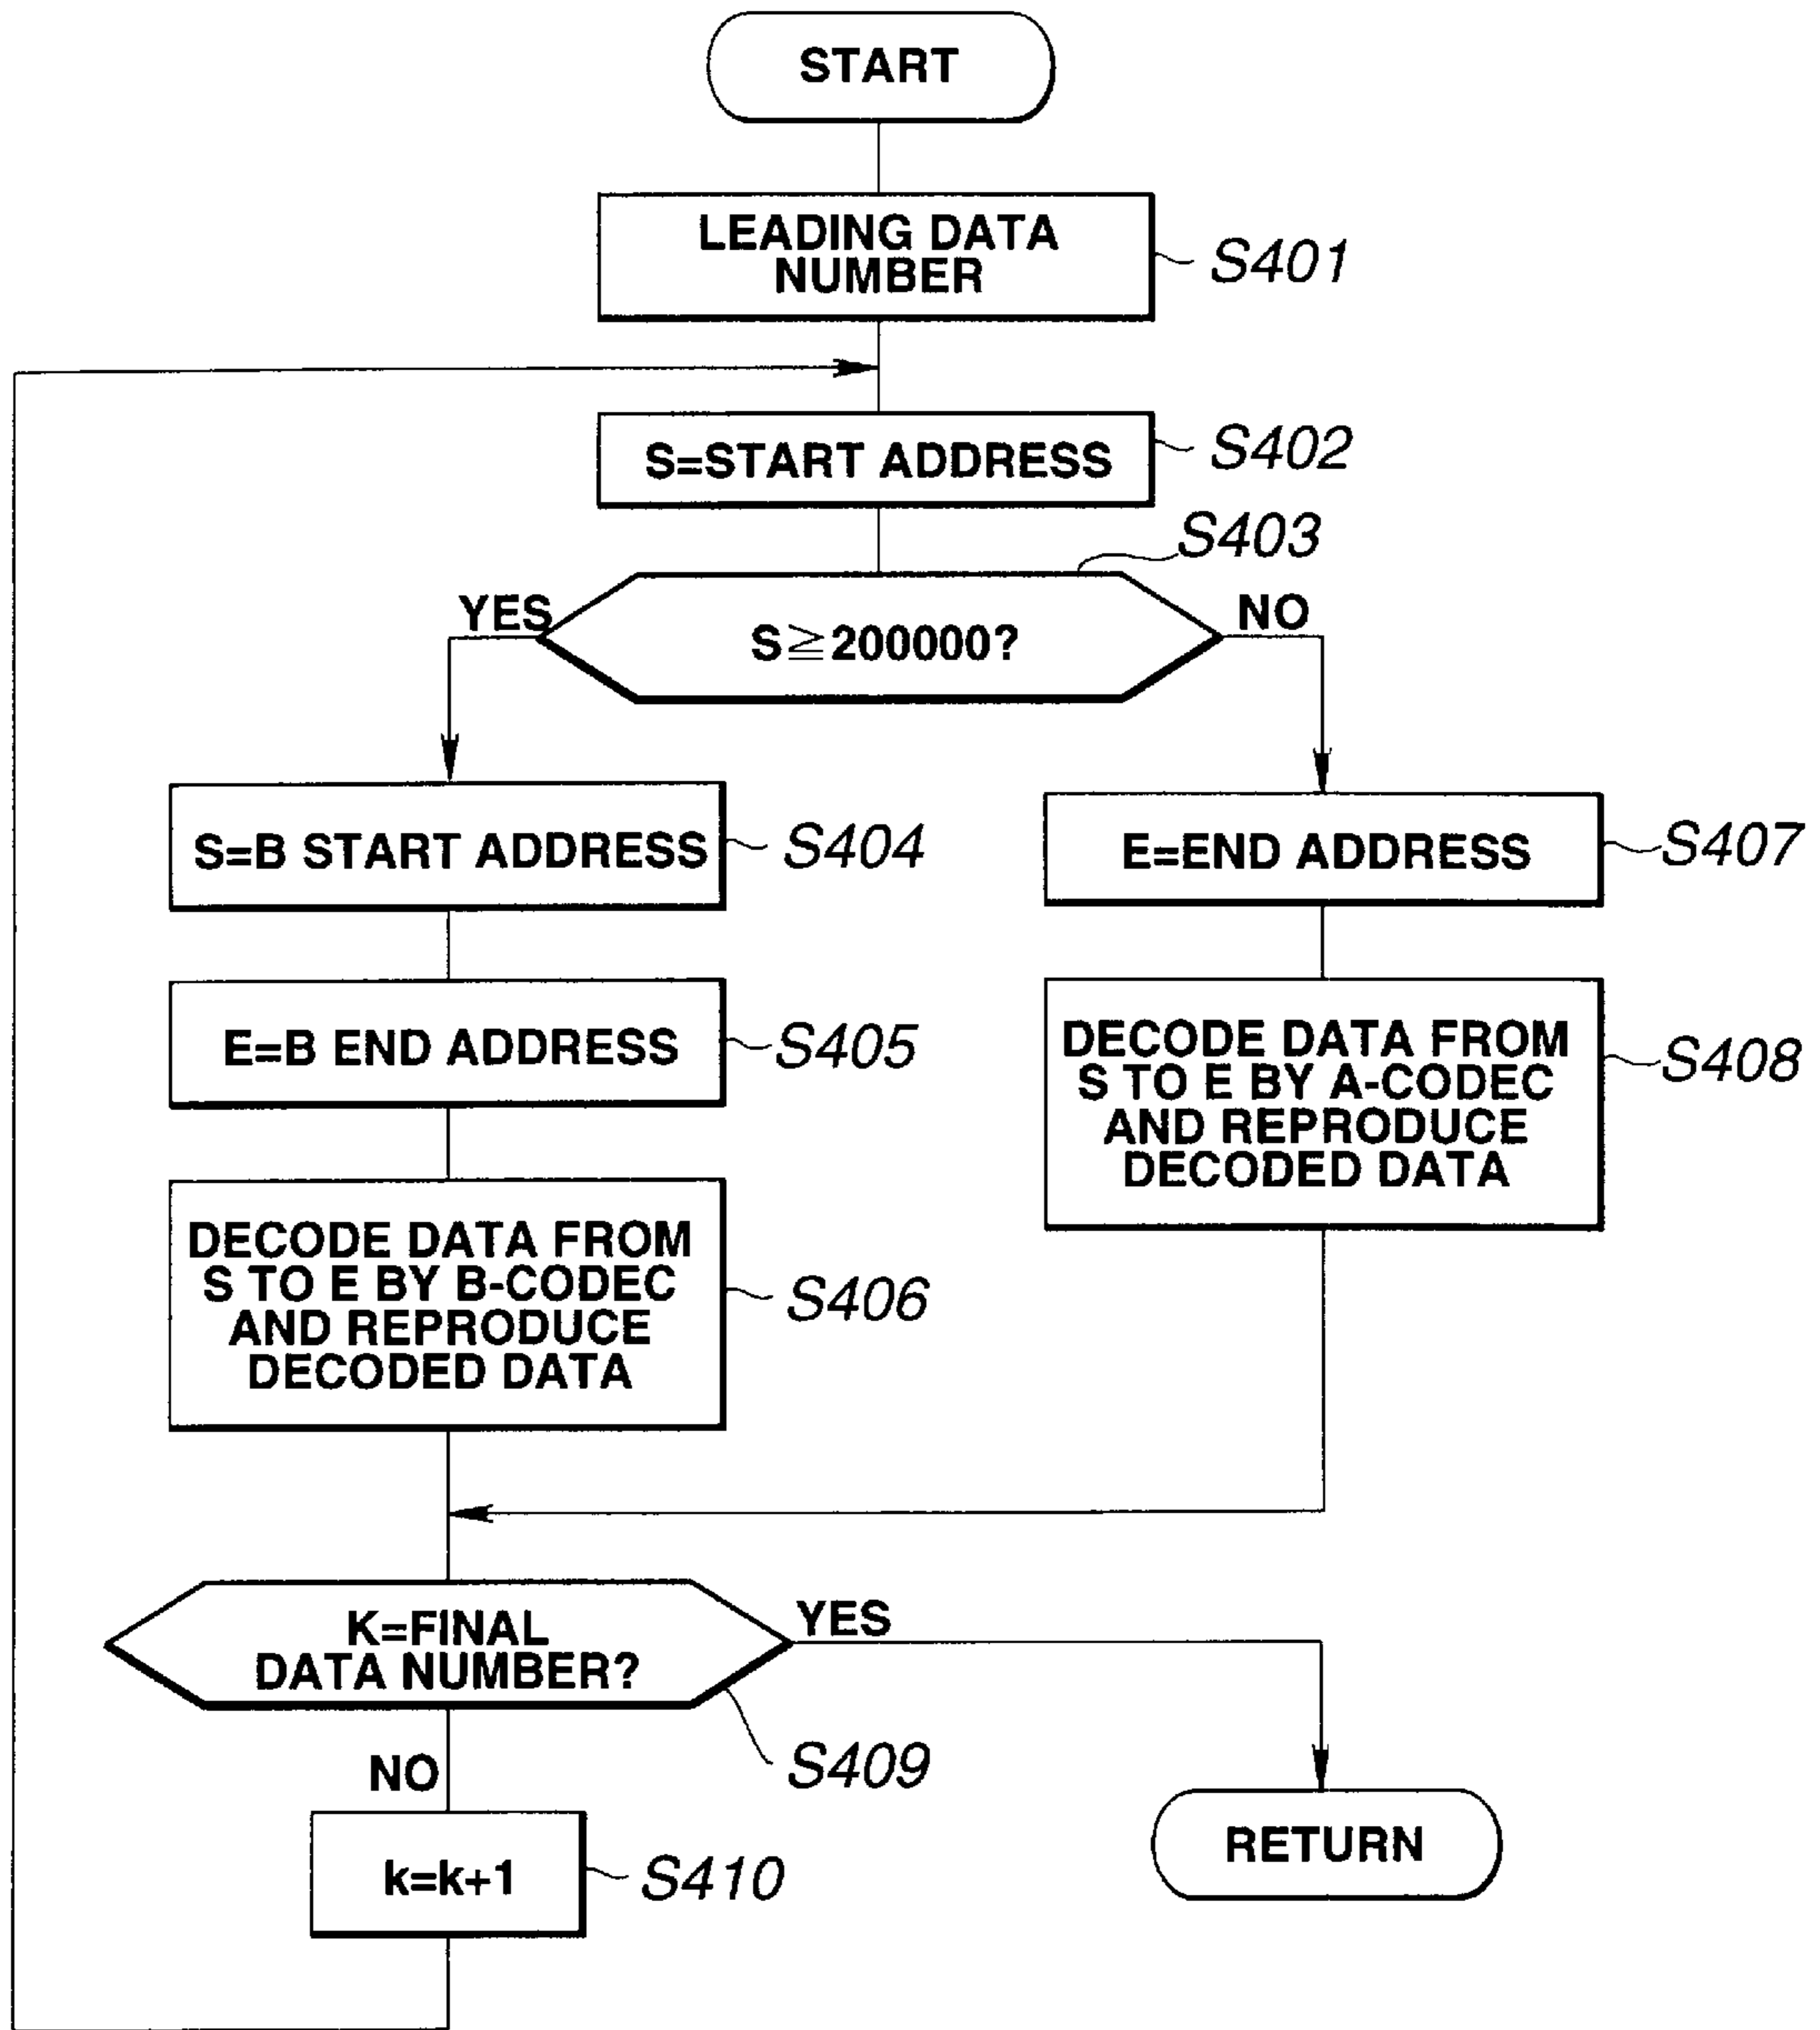 START
LEADING DATA
NUMBER
S401
S=START ADDRESS
S402
S403
YES
S≧200000?
NO
S=B START ADDRESS
S404
E=END ADDRESS
S407
E=B END ADDRESS
S405
DECODE DATA FROM
S TO E BY A-CODEC
AND REPRODUCE
DECODED DATA
S408
DECODE DATA FROM
S TO E BY B-CODEC
AND REPRODUCE
DECODED DATA
S406
K=FINAL
DATA NUMBER?
YES
S409
NO
k=k+1
S410
RETURN